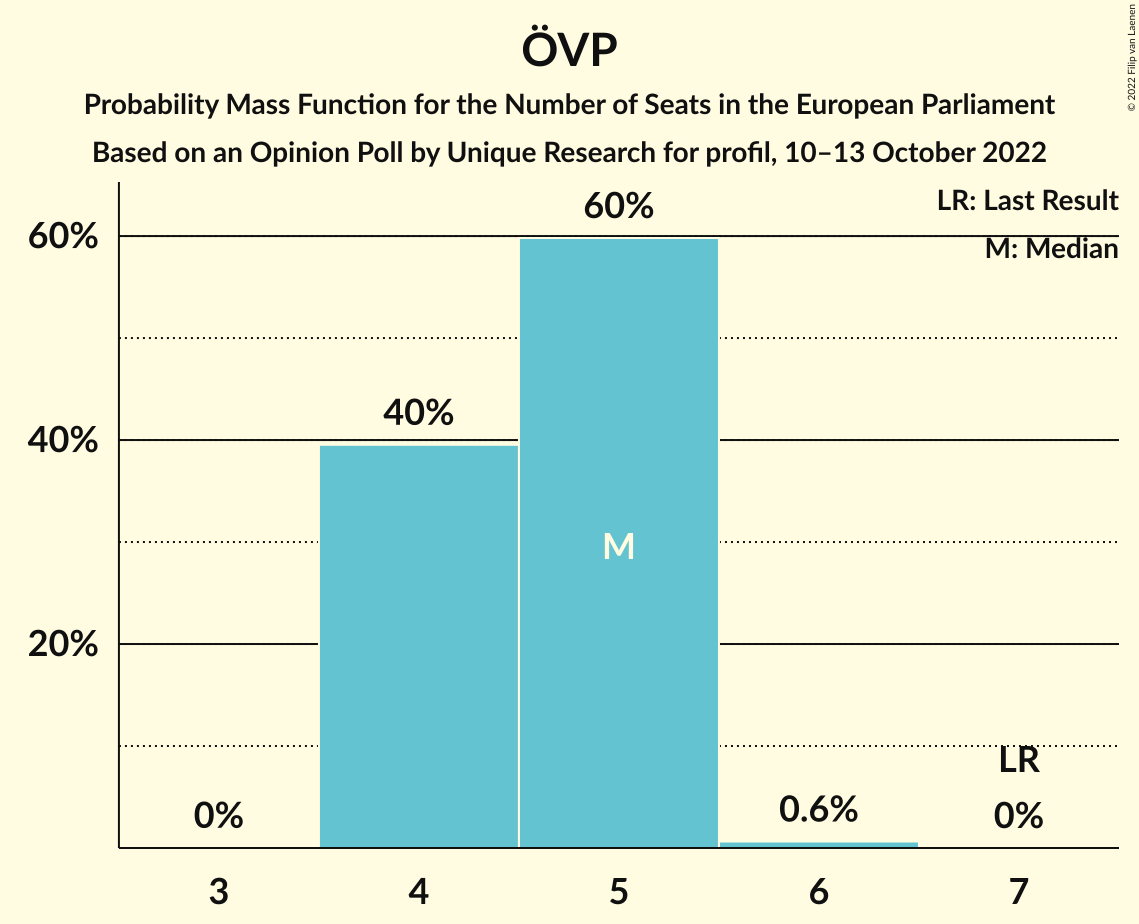 ÖVP
Probability Mass Function for the Number of Seats in the European Parliament
Based on an Opinion Poll by Unique Research for profil, 10–13 October 2022
© 2022 Filip van Laenen
LR: Last Result
M: Median
60%
40%
20%
0%
40%
60%
M
0.6%
LR
0%
3
4
5
6
7